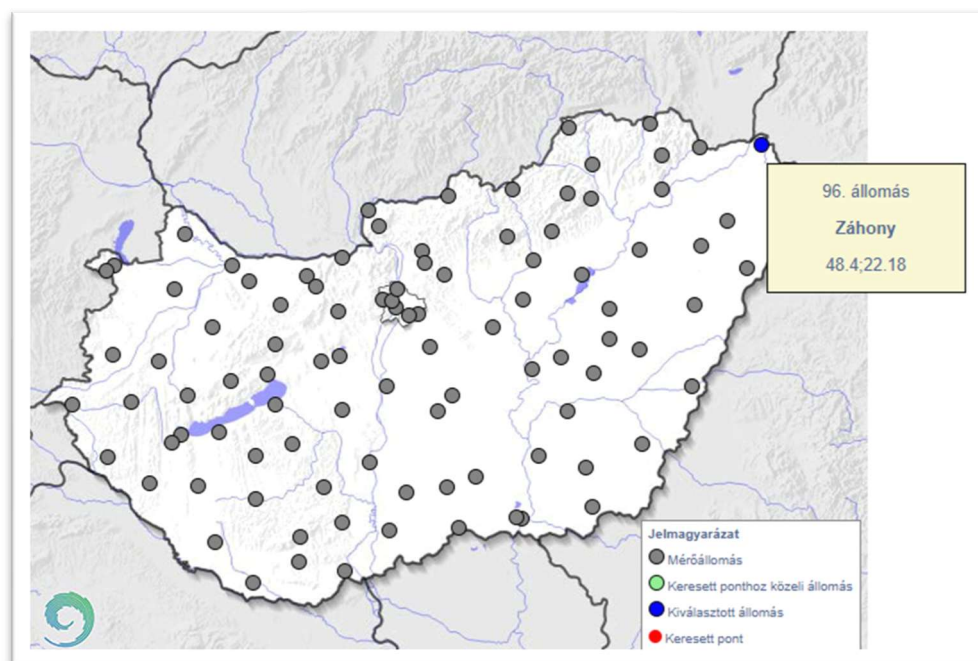 96. állomás
Záhony
48.4;22.18
Jelmagyarázat
Mérőállomás
Keresett ponthoz közeli állomás
Kiválasztott állomás
Keresett pont